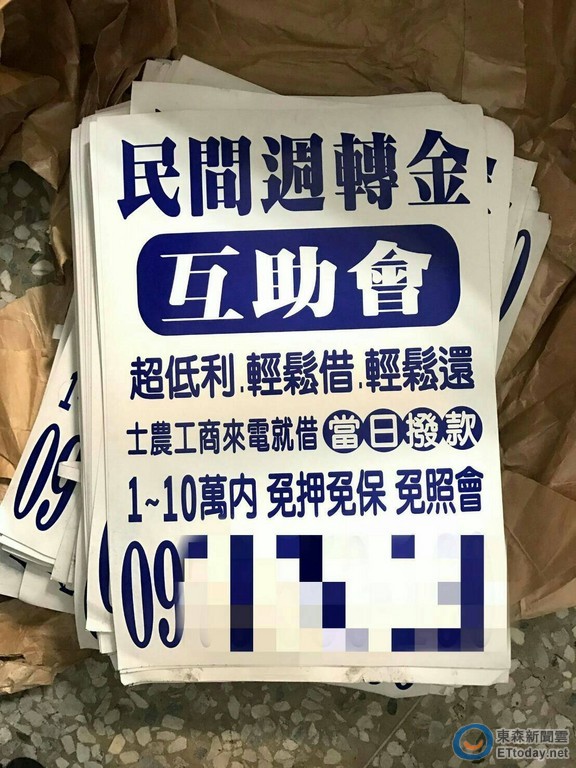 民間週轉金
互助會
超低利.輕鬆借.輕鬆還
士農工商來電就借 當日撥款
1~10萬內 免押免保 免照會
09
09
東森新聞雲
ETtoday.net